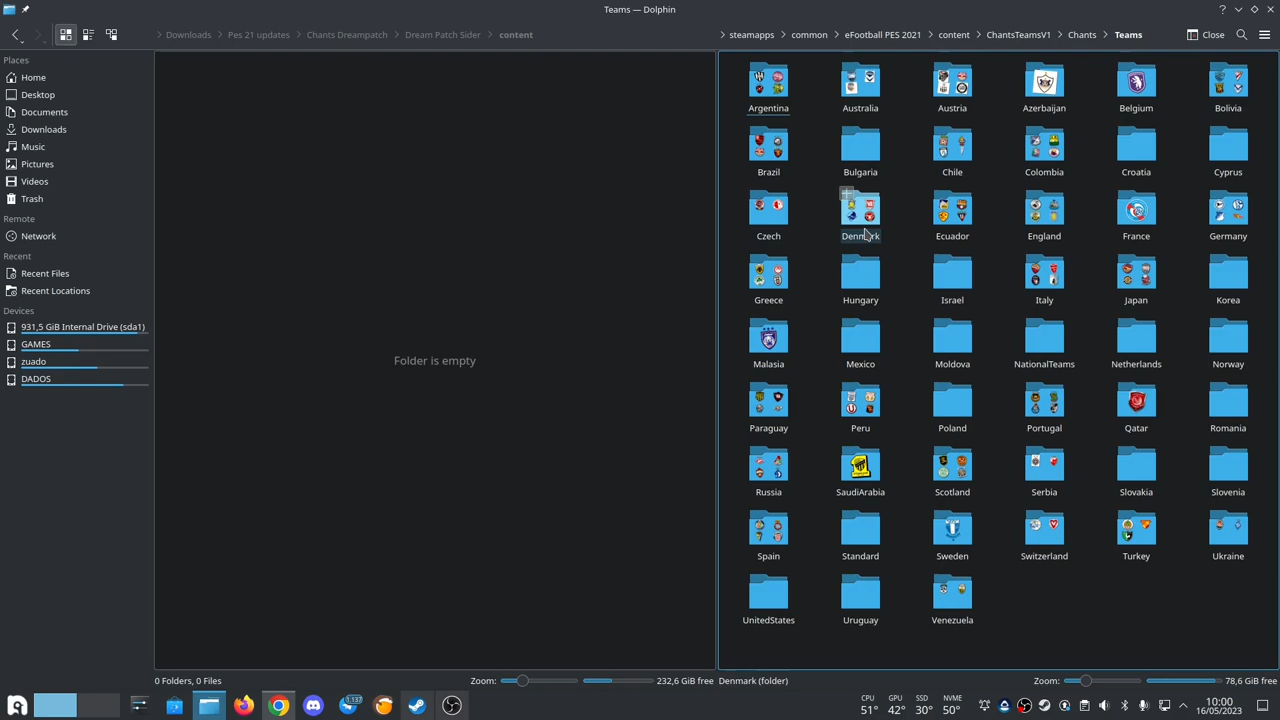 Teams — Dolphin
Downloads Pes 21 updates Chants Dreampatch Dream Patch Sider content
steamapps common eFootball PES 2021 content ChantsTeamsV1 Chants Teams Close
Places
Home
Desktop
Documents
Downloads
Music
Pictures
Videos
Trash
Remote
Network
Recent
Recent Files
Recent Locations
Devices
931,5 GiB Internal Drive (sda1)
GAMES
zuado
DADOS
Folder is empty
Argentina Australia Austria Azerbaijan Belgium Bolivia
Brazil Bulgaria Chile Colombia Croatia Cyprus
Czech Denmark Ecuador England France Germany
Greece Hungary Israel Italy Japan Korea
Malasia Mexico Moldova NationalTeams Netherlands Norway
Paraguay Peru Poland Portugal Qatar Romania
Russia SaudiArabia Scotland Serbia Slovakia Slovenia
Spain Standard Sweden Switzerland Turkey Ukraine
UnitedStates Uruguay Venezuela
0 Folders, 0 Files Zoom: 232,6 GiB free Denmark (folder) Zoom: 78,6 GiB free
CPU GPU SSD NVME
51° 42° 30° 50°
10:00
16/05/2023
1.137